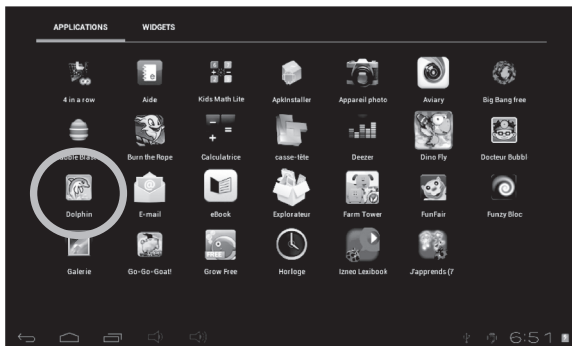 APPLICATIONS WIDGETS
4 in a row Aide Kids Math Lite ApkInstaller Appareil photo Aviary Big Bang free
Burn the Rope Calculatrice casse-tête Deezer Dino Fly Docteur Bubbl
Dolphin E-mail eBook Explorateur Farm Tower FunFair Funzy Bloc
FREE
Galerie Go-Go-Goat! Grow Free Horloge Izneo Lexibook J'apprends (7
6:51